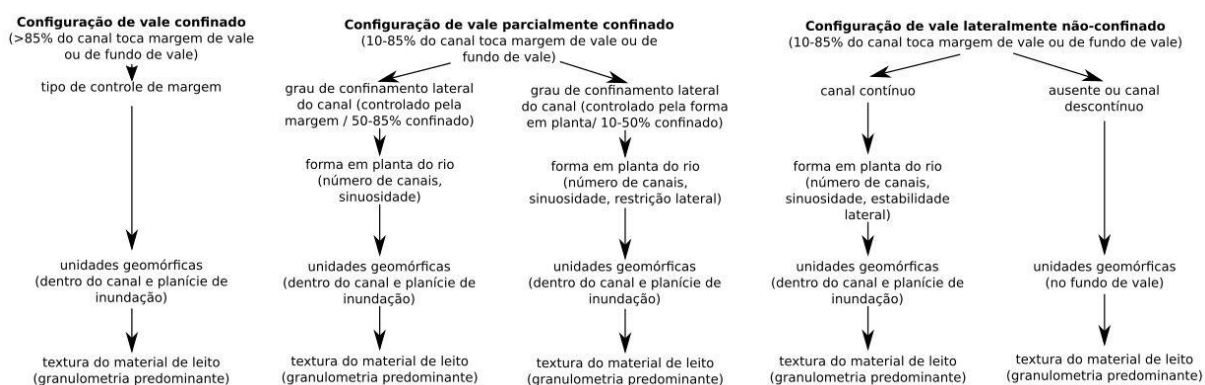 Configuração de vale confinado
(>85% do canal toca margem de vale
ou de fundo de vale)
tipo de controle de margem
unidades geomórficas
(dentro do canal e planície de
inundação)
textura do material de leito
(granulometria predominante)
Configuração de vale parcialmente confinado
(10-85% do canal toca margem de vale ou de
fundo de vale)
grau de confinamento lateral
do canal (controlado pela
margem / 50-85% confinado)
forma em planta do rio
(número de canais,
sinuosidade)
unidades geomórficas
(dentro do canal e planície de
inundação)
textura do material de leito
(granulometria predominante)
grau de confinamento lateral
do canal (controlado pela forma
em planta/ 10-50% confinado)
forma em planta do rio
(número de canais,
sinuosidade, restrição lateral)
unidades geomórficas
(dentro do canal e planície de
inundação)
textura do material de leito
(granulometria predominante)
Configuração de vale lateralmente não-confinado
(10-85% do canal toca margem de vale ou de fundo de vale)
canal contínuo
forma em planta do rio
(número de canais,
sinuosidade, estabilidade
lateral)
unidades geomórficas
(dentro do canal e planície de
inundação)
textura do material de leito
(granulometria predominante)
ausente ou canal
descontínuo
unidades geomórficas
(no fundo de vale)
textura do material de leito
(granulometria predominante)